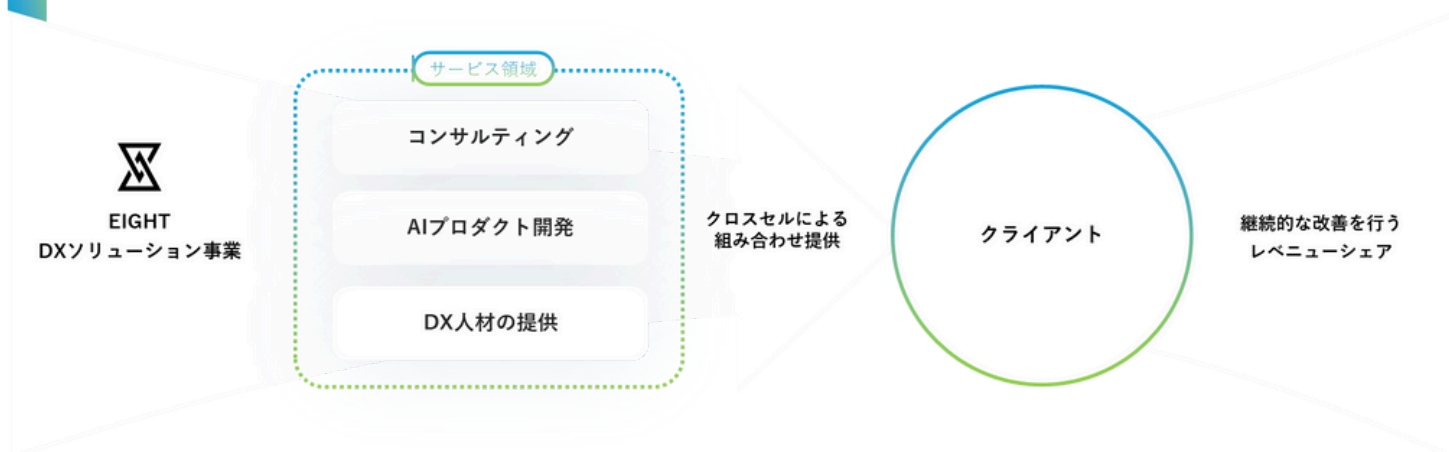 サービス領域
コンサルティング
AIプロダクト開発
DX人材の提供
EIGHT
DXソリューション事業
クロスセルによる
組み合わせ提供
クライアント
継続的な改善を行う
レベニューシェア